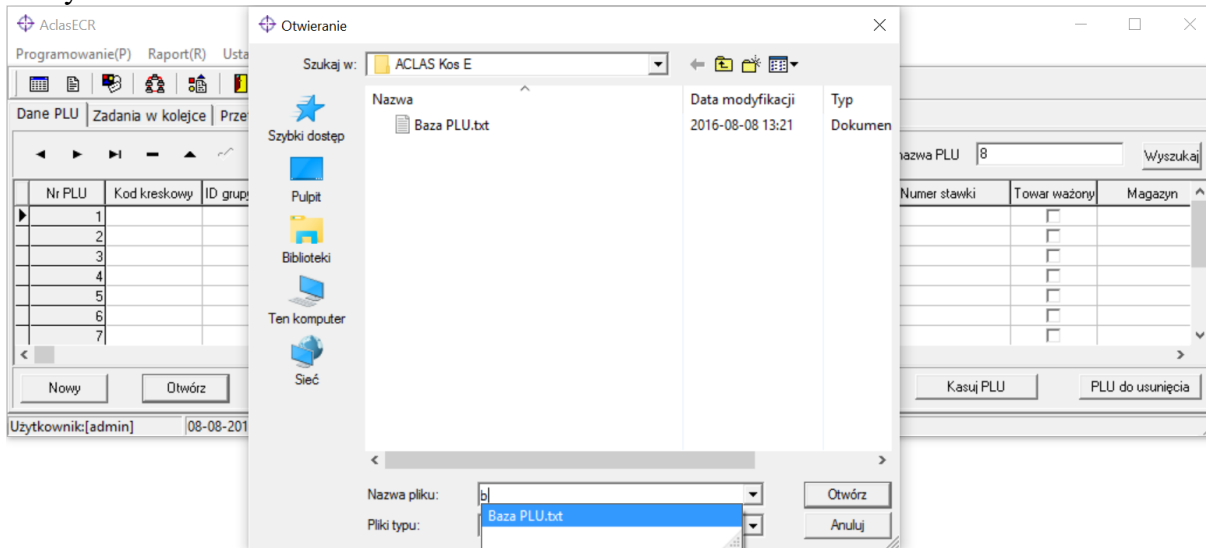 AclasECR
Otwieranie
Programowanie(P) Raport(R) Usta
Szukaj w: ACLAS Kos E
Dane PLU Zadania w kolejce Prze
Nazwa Data modyfikacji Typ
Baza PLU.txt 2016-08-08 13:21 Dokumen
Szybki dostęp
nazwa PLU 8 Wyszukaj
Nr PLU Kod kreskowy ID grupy
Pulpit
Numer stawki Towar ważony Magazyn
1
2
3
4
5
6
7
Biblioteki
Ten komputer
Sieć
Nowy Otwórz
Kasuj PLU PLU do usunięcia
Użytkownik:[admin] 08-08-201
Nazwa pliku: b Otwórz
Baza PLU.txt
Pliki typu: Anuluj